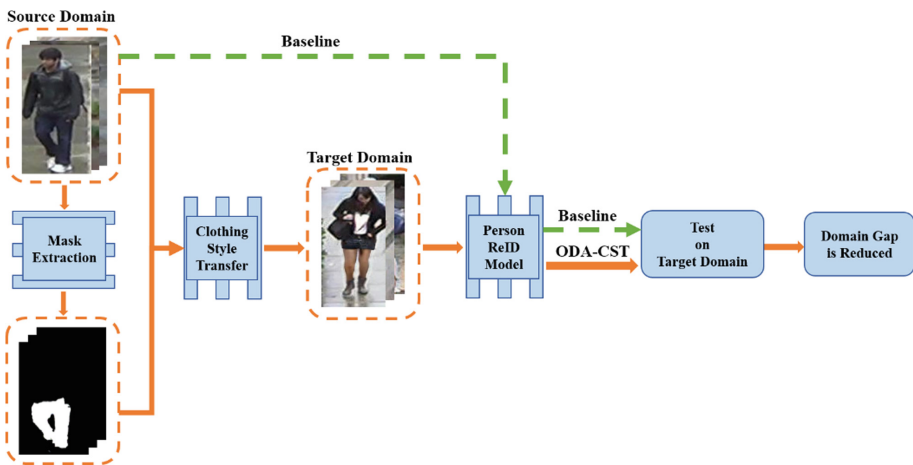 Source Domain
Baseline
Target Domain
Mask
Extraction
Clothing
Style
Transfer
Person
ReID
Model
Baseline
ODA-CST
Test
on
Target Domain
Domain Gap
is Reduced